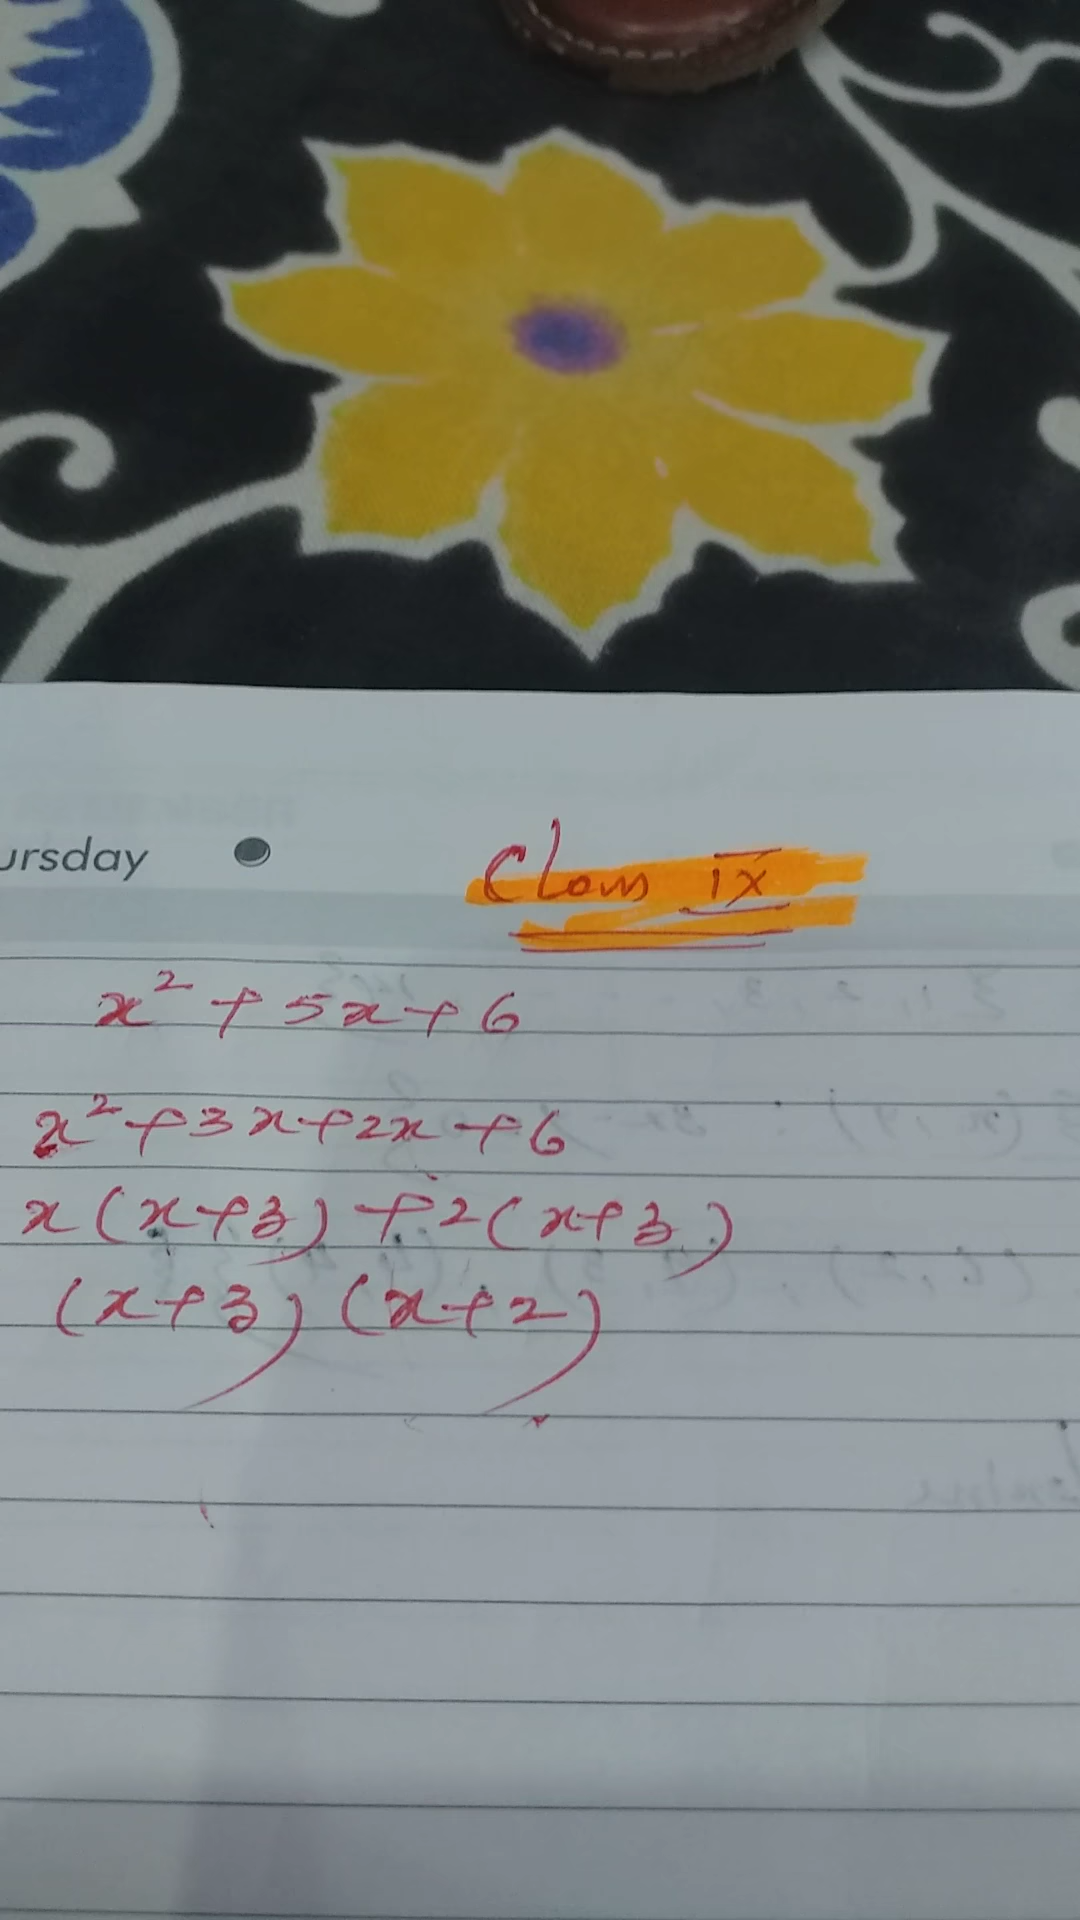 ursday
Class IX
x² + 5x + 6
x² + 3x + 2x + 6
x(x+3) + 2(x+3)
(x+3)(x+2)